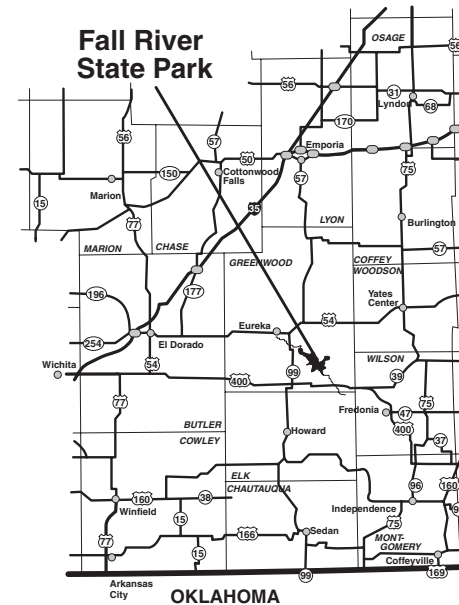 Fall River
State Park
OSAGE
56
56
31
Lyndon
68
170
56
57
50
Emporia
75
150
Cottonwood
Falls
57
15
Marion
35
77
LYON
Burlington
MARION
CHASE
GREENWOOD
COFFEY
57
WOODSON
177
196
Yates
Center
54
Eureka
254
El Dorado
Wichita
54
WILSON
99
39
400
77
75
Fredonia
47
BUTLER
400
COWLEY
Howard
37
ELK
CHAUTAUQUA
96
160
160
38
Independence
Winfield
15
75
166
Sedan
77
MONT-
GOMERY
15
Coffeyville
Arkansas
City
99
169
OKLAHOMA